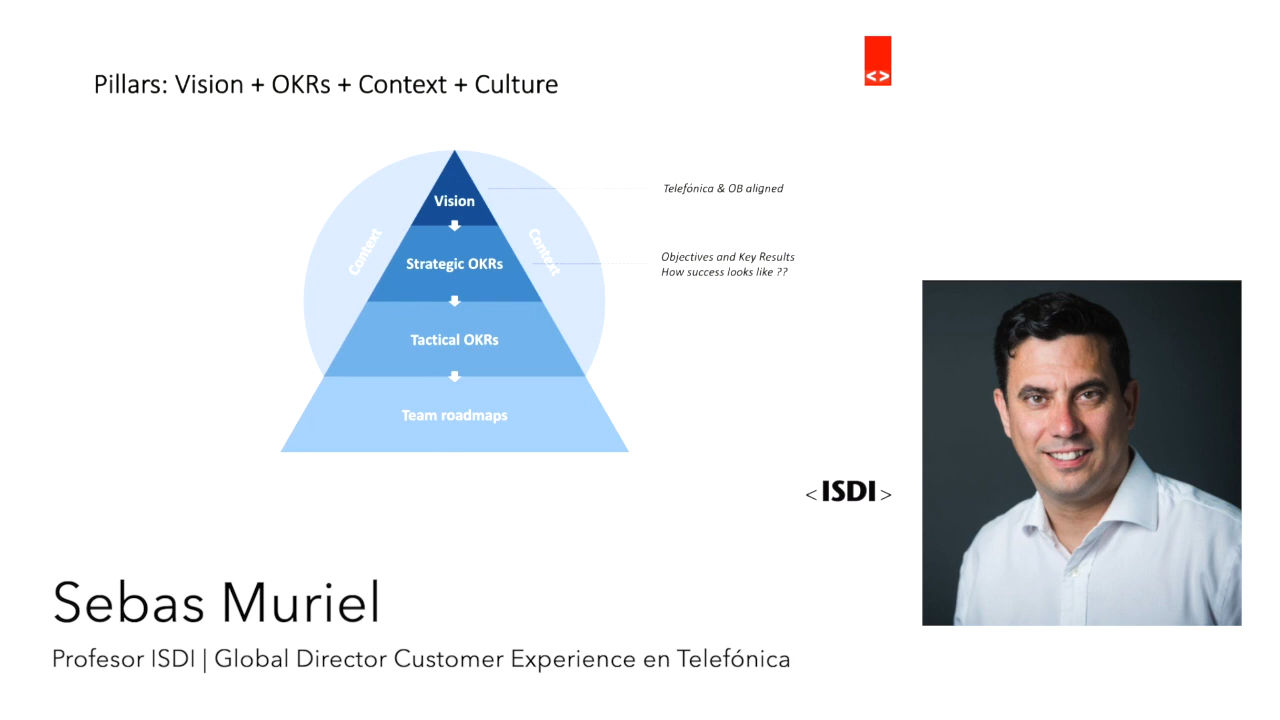 Pillars: Vision + OKRs + Context + Culture
<>
Vision
Telefónica & OB aligned
Context
Context
Strategic OKRs
Objectives and Key Results
How success looks like ??
Tactical OKRs
Team roadmaps
<ISDI>
Sebas Muriel
Profesor ISDI | Global Director Customer Experience en Telefónica